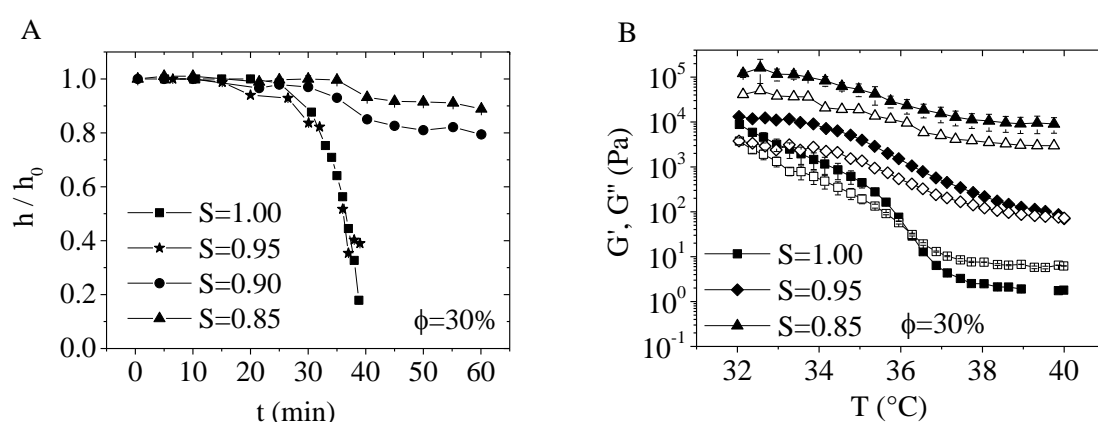 A
h / h0
1.0
0.8
0.6
0.4
0.2
0.0
S=1.00
S=0.95
S=0.90
S=0.85
ϕ=30%
0 10 20 30 40 50 60
t (min)
B
G', G'' (Pa)
10^5
10^4
10^3
10^2
10^1
10^0
10^-1
S=1.00
S=0.95
S=0.85
ϕ=30%
32 34 36 38 40
T (°C)